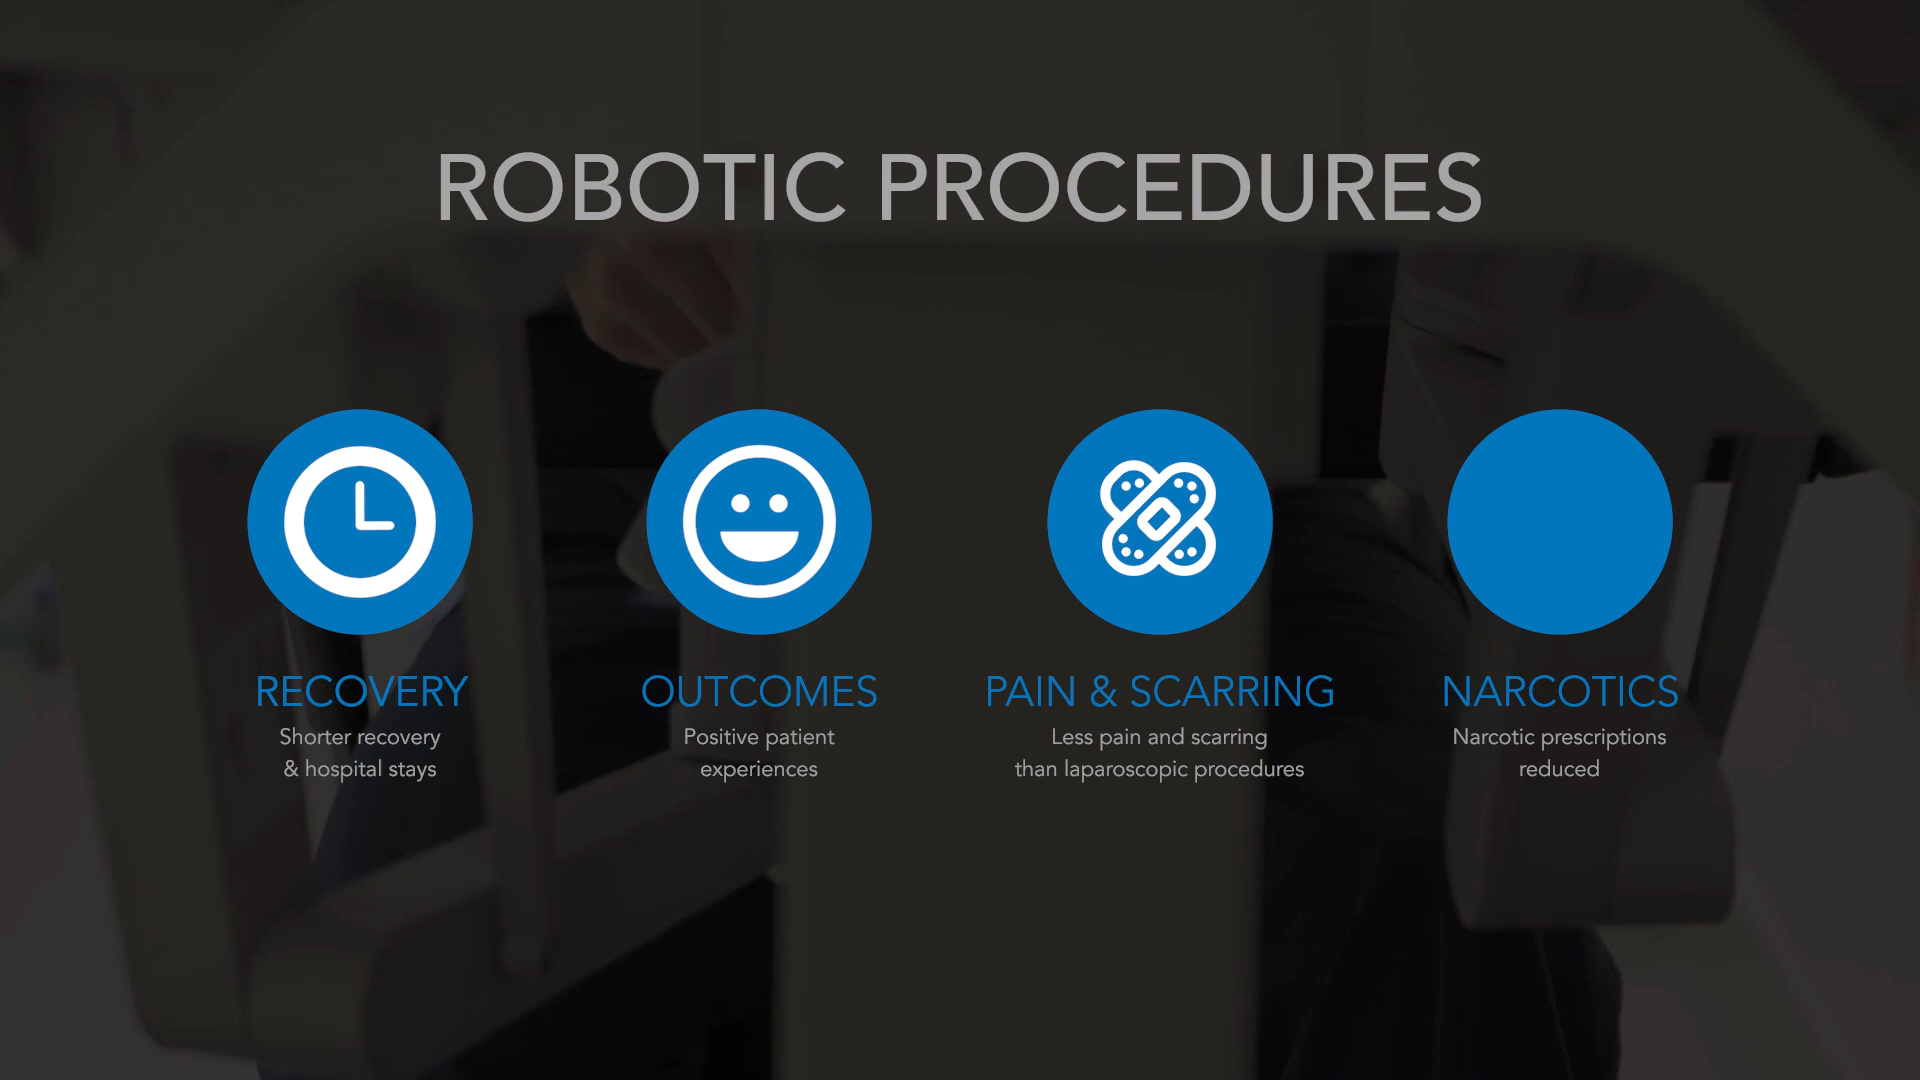 ROBOTIC PROCEDURES
RECOVERY
Shorter recovery
& hospital stays
OUTCOMES
Positive patient
experiences
PAIN & SCARRING
Less pain and scarring
than laparoscopic procedures
NARCOTICS
Narcotic prescriptions
reduced